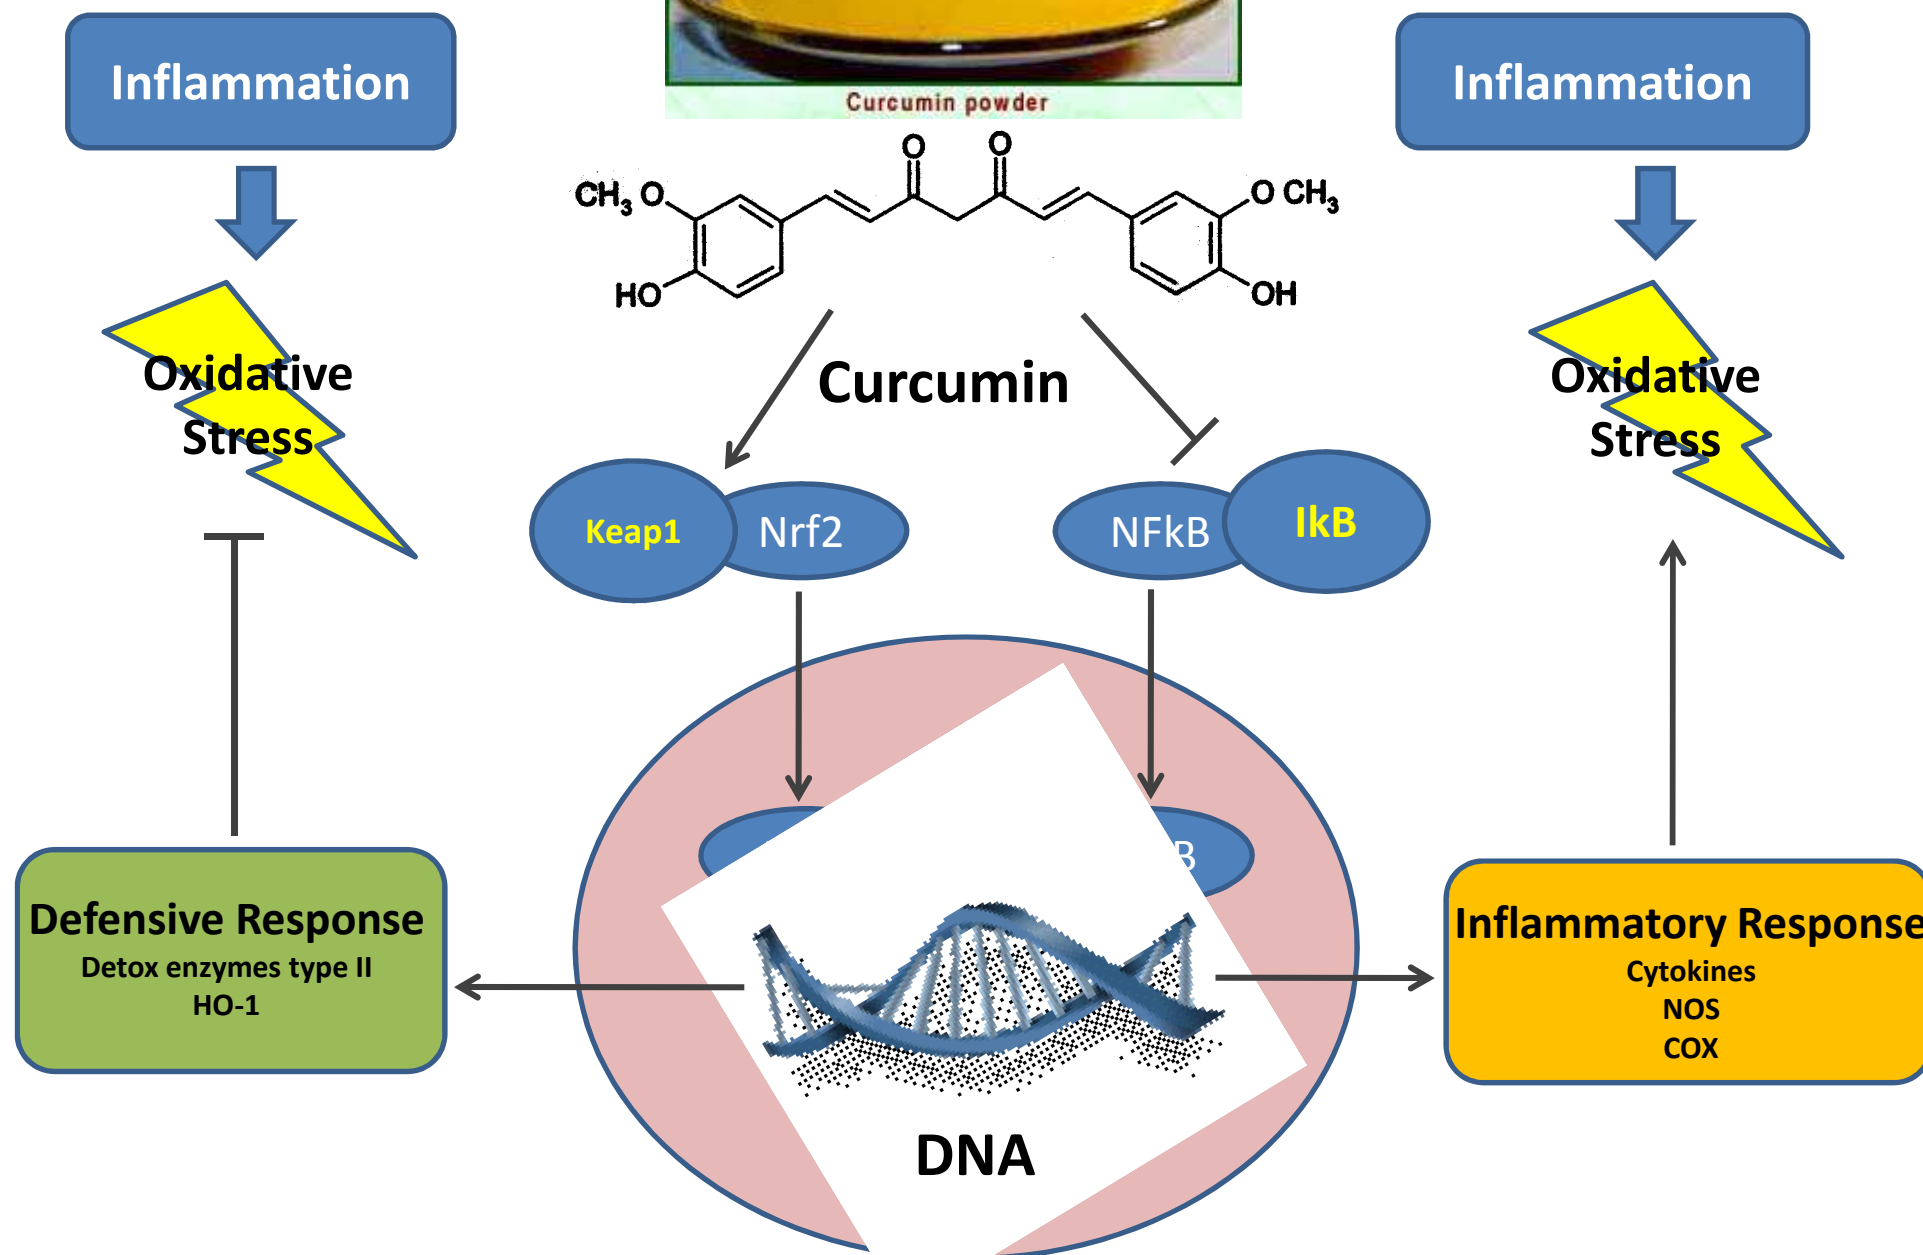 Inflammation
Curcumin powder
Inflammation
O
O
CH3 O
O CH3
HO
OH
Oxidative
Stress
Curcumin
Oxidative
Stress
Keap1
Nrf2
NFkB
IkB
B
Defensive Response
Detox enzymes type II
HO-1
Inflammatory Response
Cytokines
NOS
COX
DNA